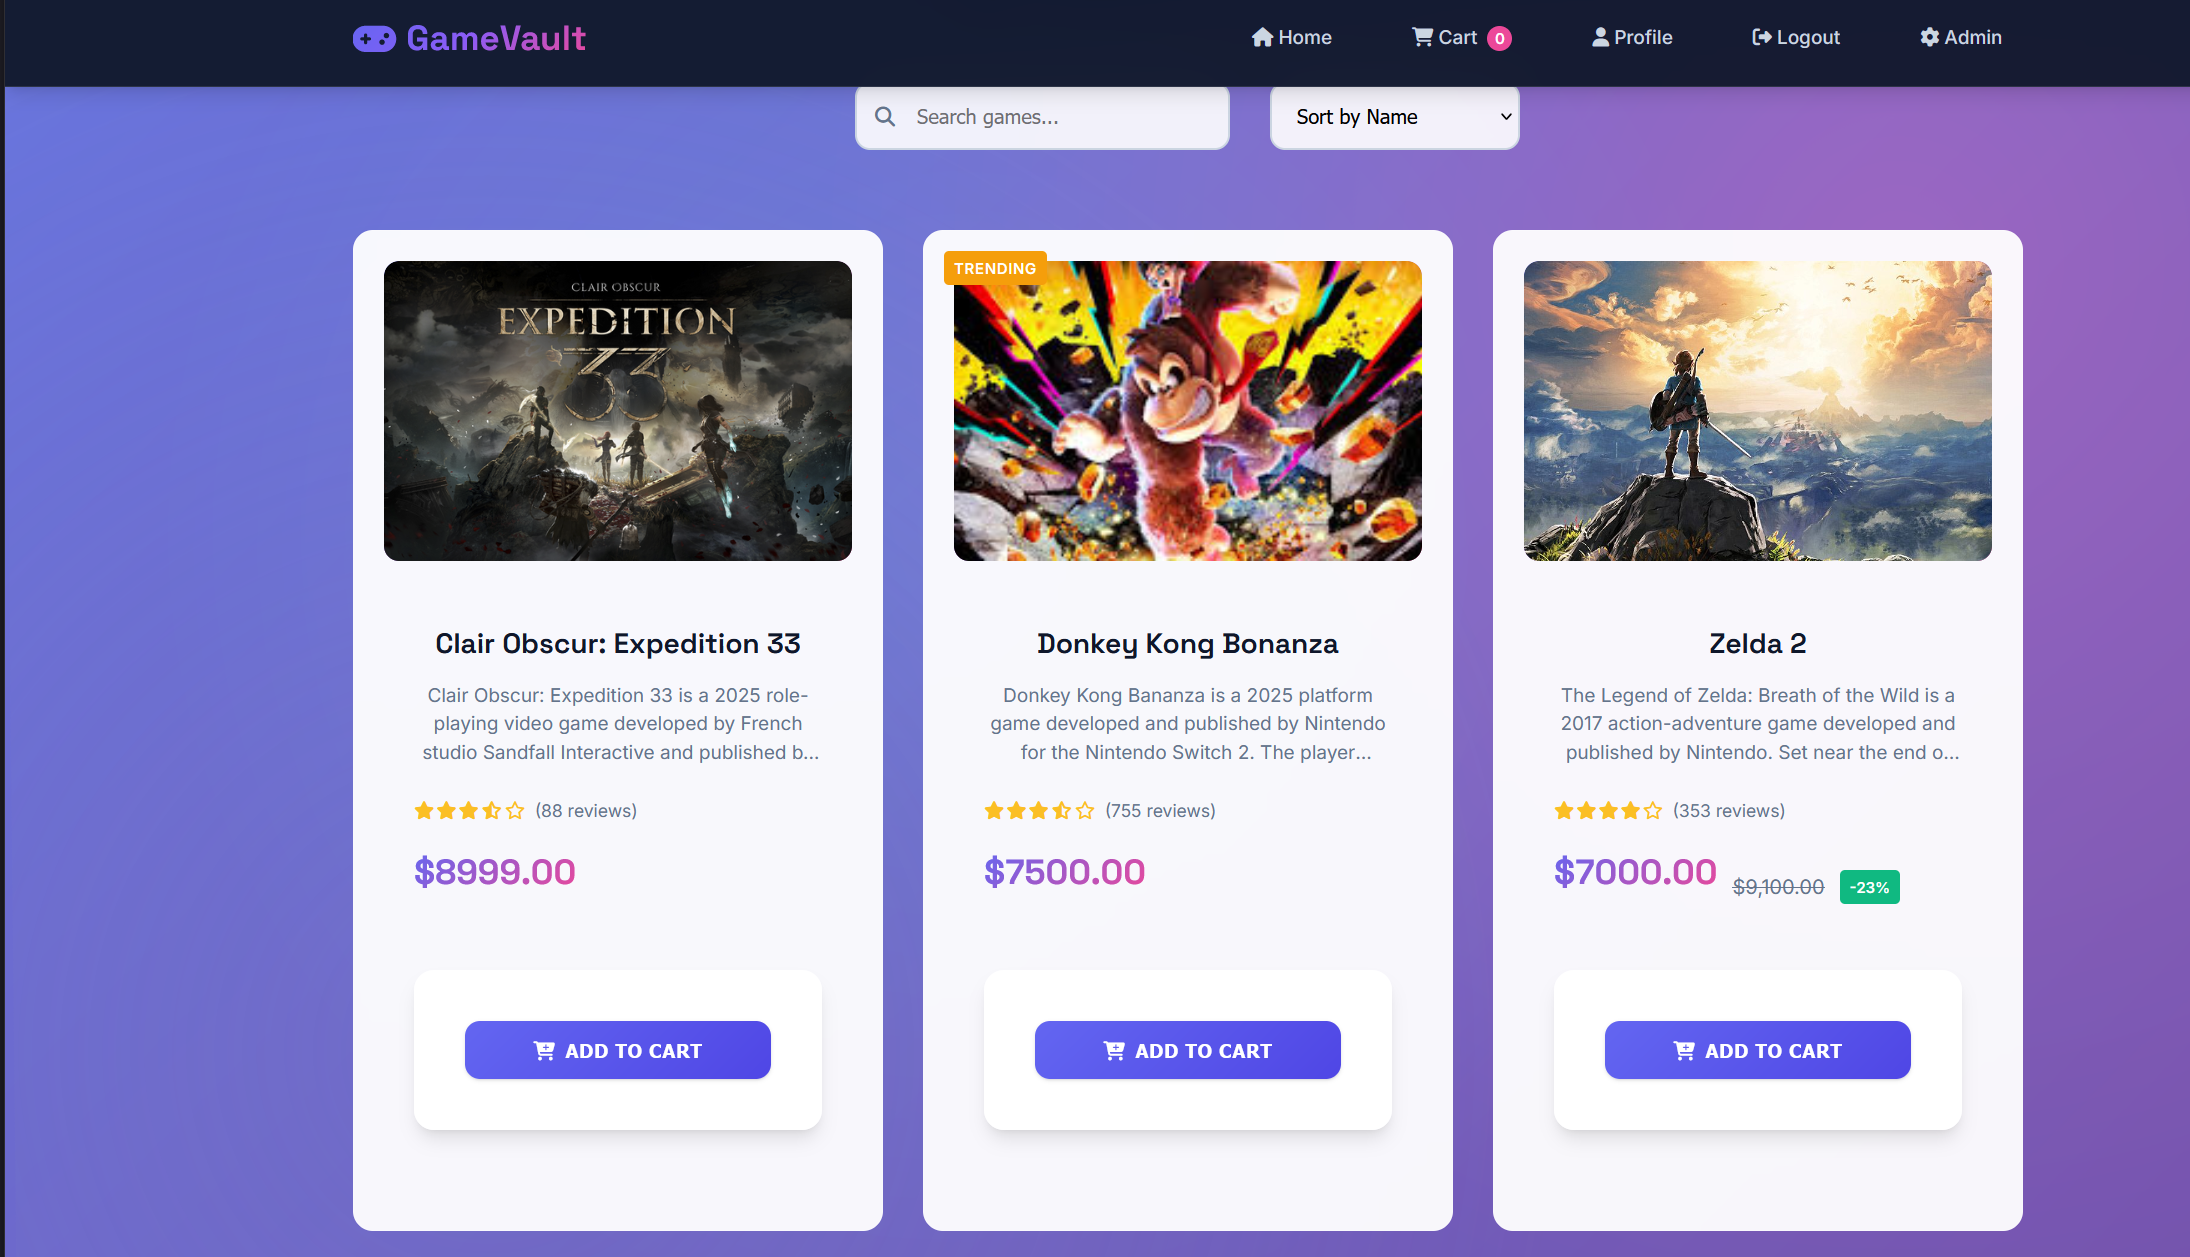 GameVault
Home
Cart 0
Profile
Logout
Admin
Search games...
Sort by Name
CLAIR OBSCUR
EXPEDITION
33
TRENDING
Clair Obscur: Expedition 33
Clair Obscur: Expedition 33 is a 2025 role-
playing video game developed by French
studio Sandfall Interactive and published b...
(88 reviews)
$8999.00
ADD TO CART
Donkey Kong Bonanza
Donkey Kong Bananza is a 2025 platform
game developed and published by Nintendo
for the Nintendo Switch 2. The player...
(755 reviews)
$7500.00
ADD TO CART
Zelda 2
The Legend of Zelda: Breath of the Wild is a
2017 action-adventure game developed and
published by Nintendo. Set near the end o...
(353 reviews)
$7000.00 $9,100.00 -23%
ADD TO CART